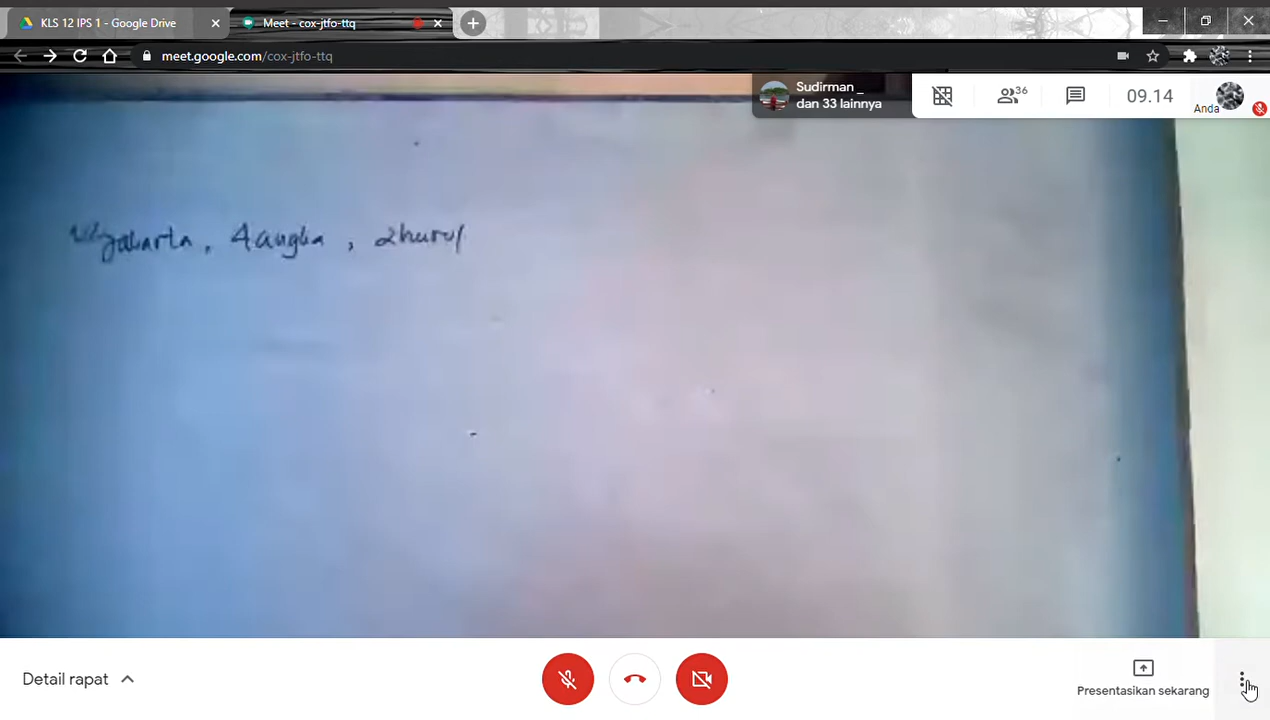 KLS 12 IPS 1 - Google Drive
Meet - cox-jtfo-ttq
meet.google.com/cox-jtfo-ttq
Sudirman _
dan 33 lainnya
36
09.14
Anda
jakarta, 4 angka, 2 huruf
Detail rapat
Presentasikan sekarang